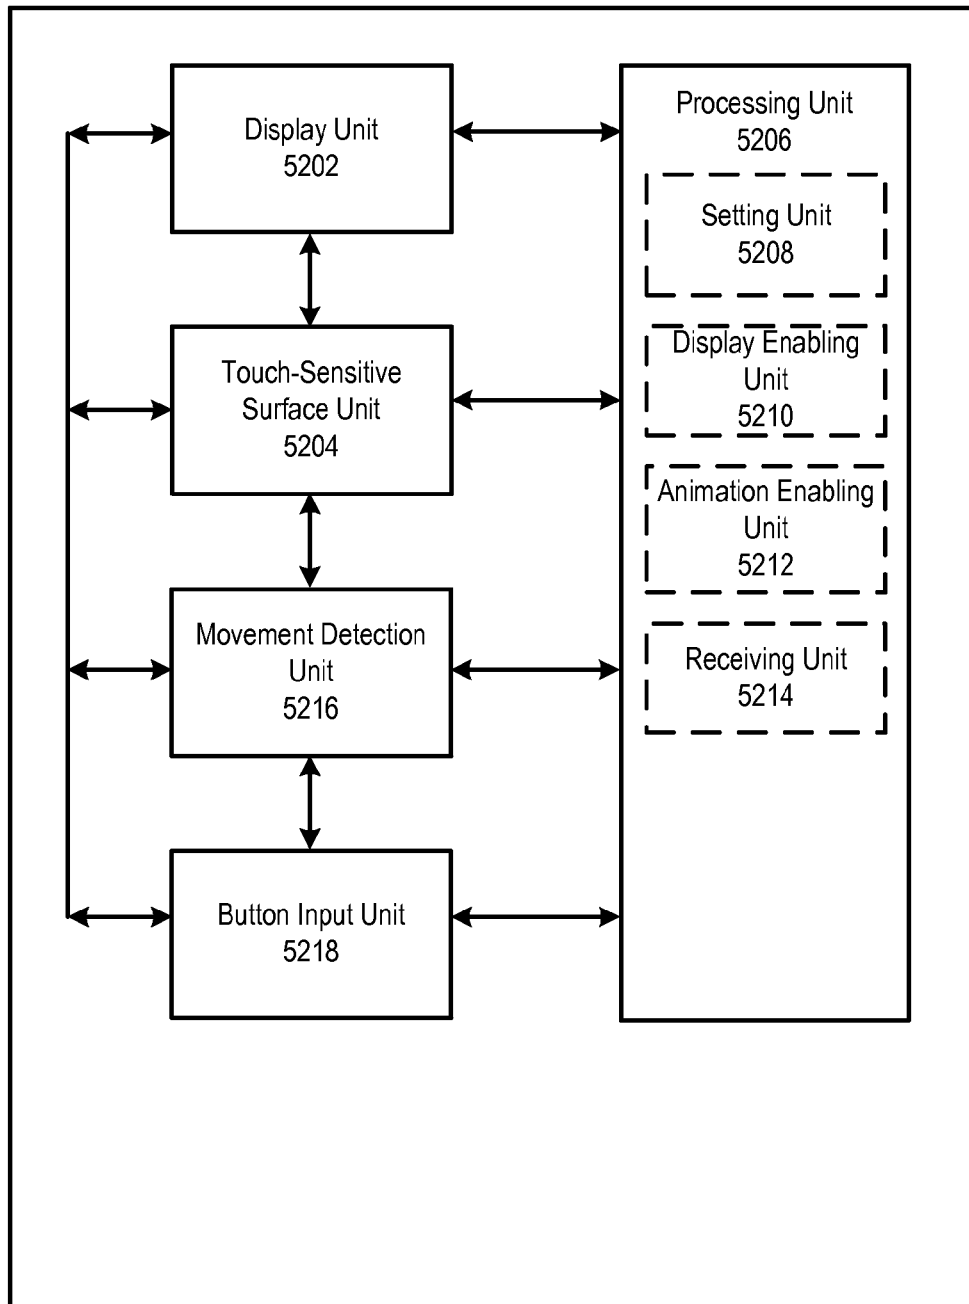 Display Unit
5202
Touch-Sensitive
Surface Unit
5204
Movement Detection
Unit
5216
Button Input Unit
5218
Processing Unit
5206
Setting Unit
5208
Display Enabling
Unit
5210
Animation Enabling
Unit
5212
Receiving Unit
5214